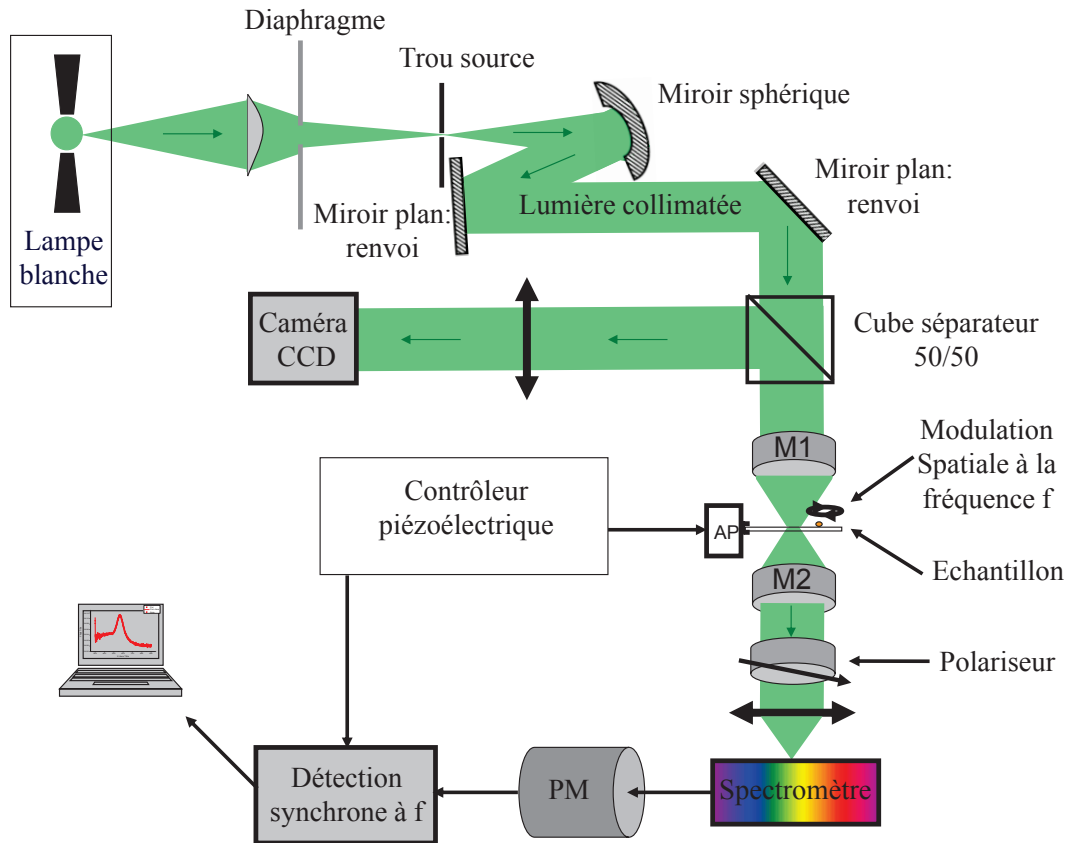 Diaphragme
Trou source
Miroir sphérique
Miroir plan:
renvoi
Lumière collimatée
Miroir plan:
renvoi
Lampe
blanche
Caméra
CCD
Cube séparateur
50/50
M1
Modulation
Spatiale à la
fréquence f
Contrôleur
piézoélectrique
AP
Echantillon
M2
Polariseur
Spectromètre
PM
Détection
synchrone à f